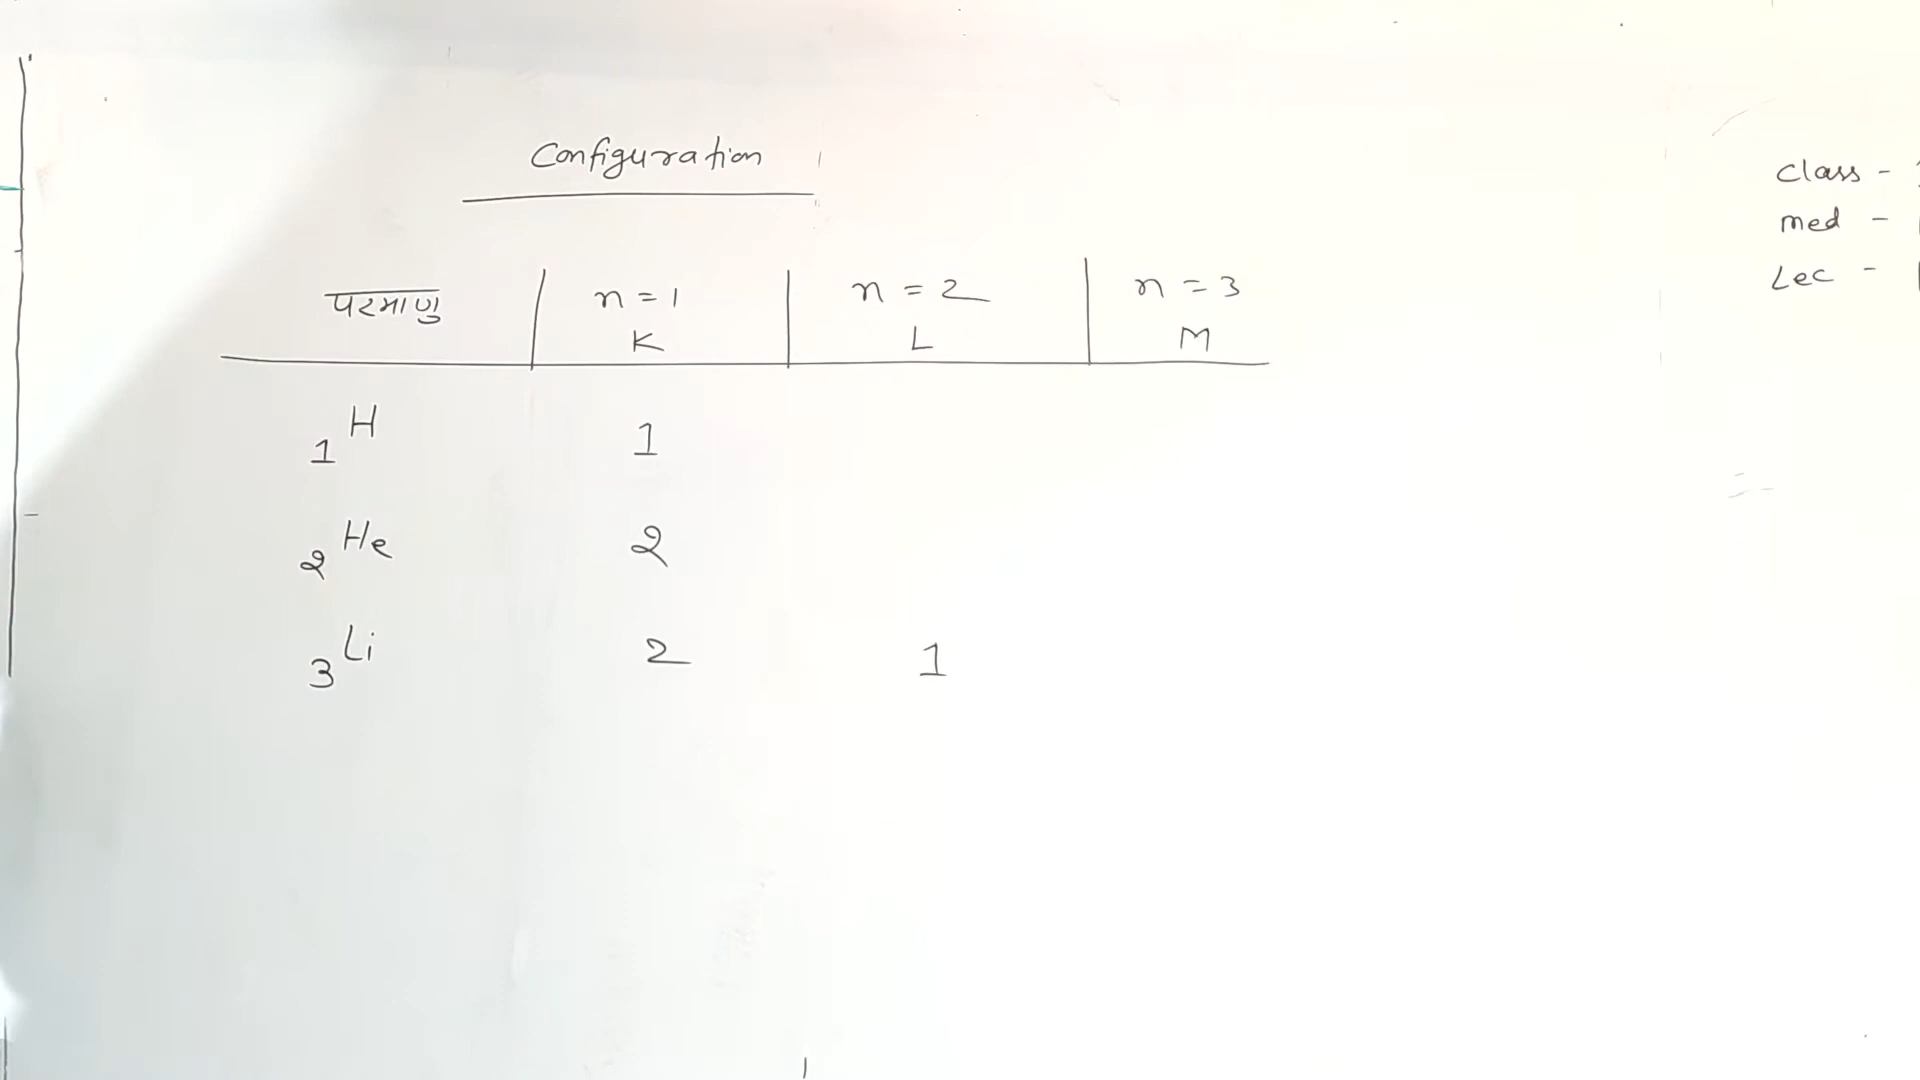 Configuration
परमाणु n = 1 n = 2 n = 3
K L M
1H 1
2He 2
3Li 2 1
Class -
med -
Lec -